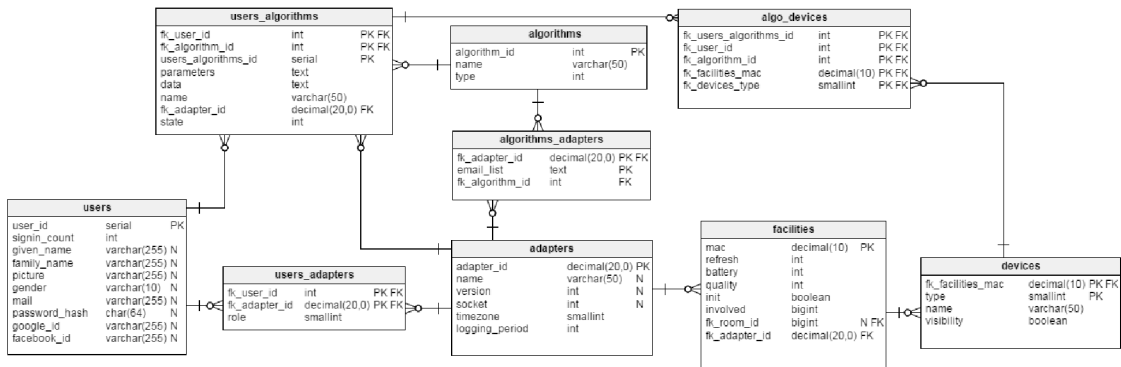 users_algorithms
fk_user_id int PK FK
fk_algorithm_id int PK FK
users_algorithms_id serial PK
parameters text
data text
name varchar(50)
fk_adapter_id decimal(20,0) FK
state int
algorithms
algorithm_id int PK
name varchar(50)
type int
algo_devices
fk_users_algorithms_id int PK FK
fk_user_id int PK FK
fk_algorithm_id int PK FK
fk_facilities_mac decimal(10) PK FK
fk_devices_type smallint PK FK
algorithms_adapters
fk_adapter_id decimal(20,0) PK FK
email_list text PK
fk_algorithm_id int FK
users
user_id serial PK
signin_count int
given_name varchar(255) N
family_name varchar(255) N
picture varchar(255) N
gender varchar(10) N
mail varchar(255) N
password_hash char(64) N
google_id varchar(255) N
facebook_id varchar(255) N
users_adapters
fk_user_id int PK FK
fk_adapter_id decimal(20,0) PK FK
role smallint
adapters
adapter_id decimal(20,0) PK
name varchar(50) N
version int N
socket int N
timezone smallint
logging_period int
facilities
mac decimal(10) PK
refresh int
battery int
quality int
init boolean
involved bigint
fk_room_id bigint N FK
fk_adapter_id decimal(20,0) FK
devices
fk_facilities_mac decimal(10) PK FK
type smallint PK
name varchar(50)
visibility boolean